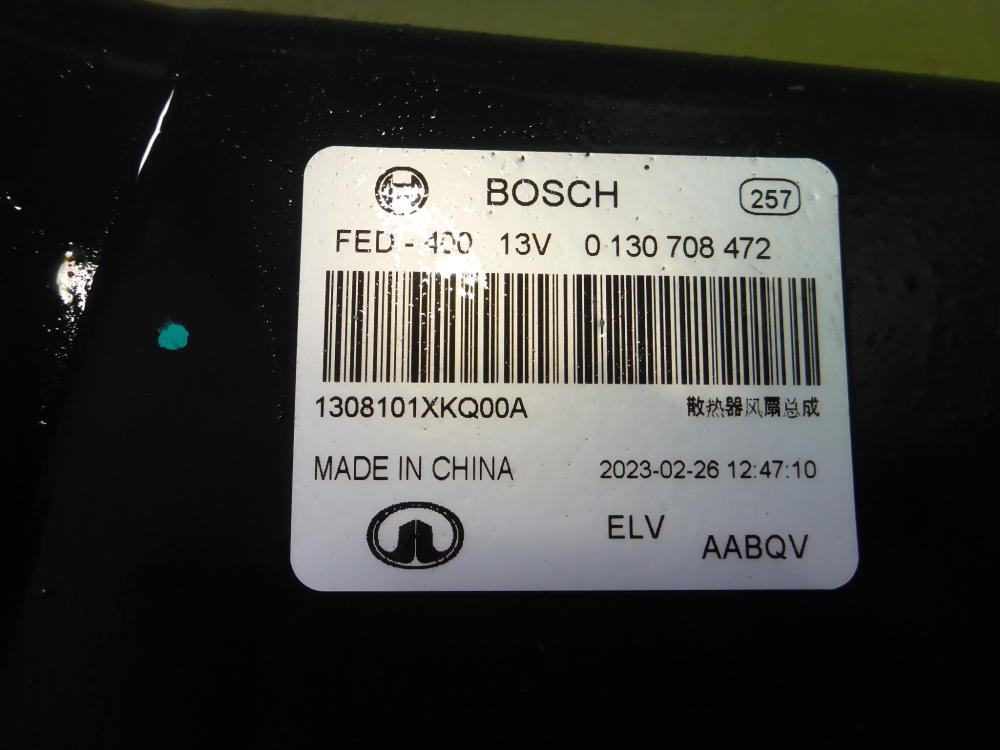 BOSCH 257
FED - 400 13V 0 130 708 472
1308101XKQ00A 散热器风扇总成
MADE IN CHINA 2023-02-26 12:47:10
ELV
AABQV